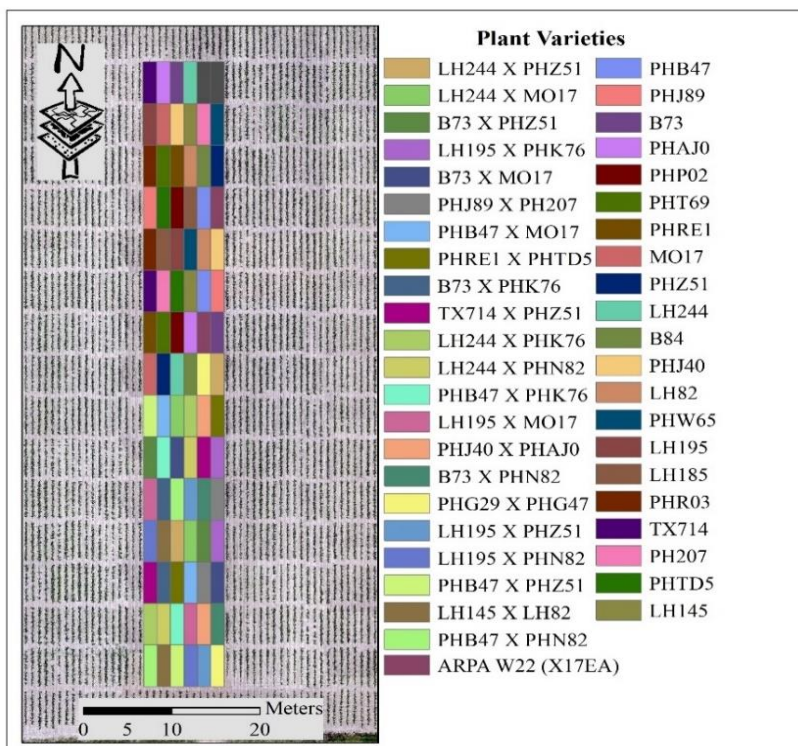 N
Plant Varieties
LH244 X PHZ51
LH244 X MO17
B73 X PHZ51
LH195 X PHK76
B73 X MO17
PHJ89 X PH207
PHB47 X MO17
PHRE1 X PHTD5
B73 X PHK76
TX714 X PHZ51
LH244 X PHK76
LH244 X PHN82
PHB47 X PHK76
LH195 X MO17
PHJ40 X PHAJ0
B73 X PHN82
PHG29 X PHG47
LH195 X PHZ51
LH195 X PHN82
PHB47 X PHZ51
LH145 X LH82
PHB47 X PHN82
ARPA W22 (X17EA)
PHB47
PHJ89
B73
PHAJ0
PHP02
PHT69
PHRE1
MO17
PHZ51
LH244
B84
PHJ40
LH82
PHW65
LH195
LH185
PHR03
TX714
PH207
PHTD5
LH145
Meters
0 5 10 20